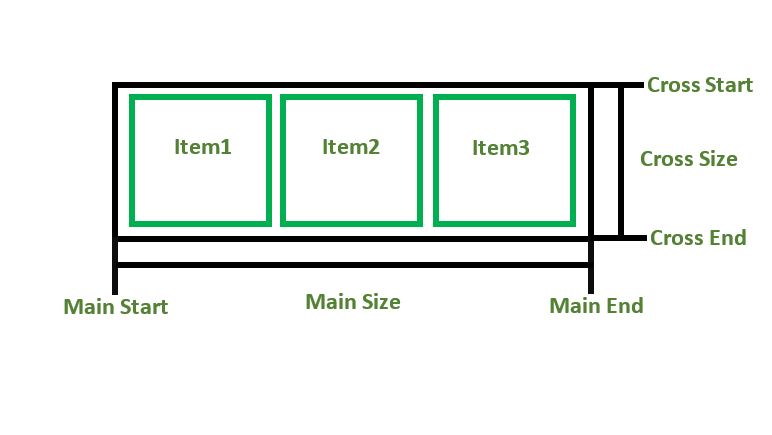 Cross Start
Item1
Item2
Item3
Cross Size
Cross End
Main Start
Main Size
Main End